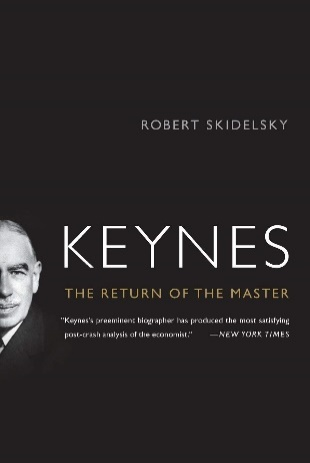 ROBERT SKIDELSKY
KEYNES
THE RETURN OF THE MASTER
"Keynes's preeminent biographer has produced the most satisfying
post-crash analysis of the economist." —NEW YORK TIMES